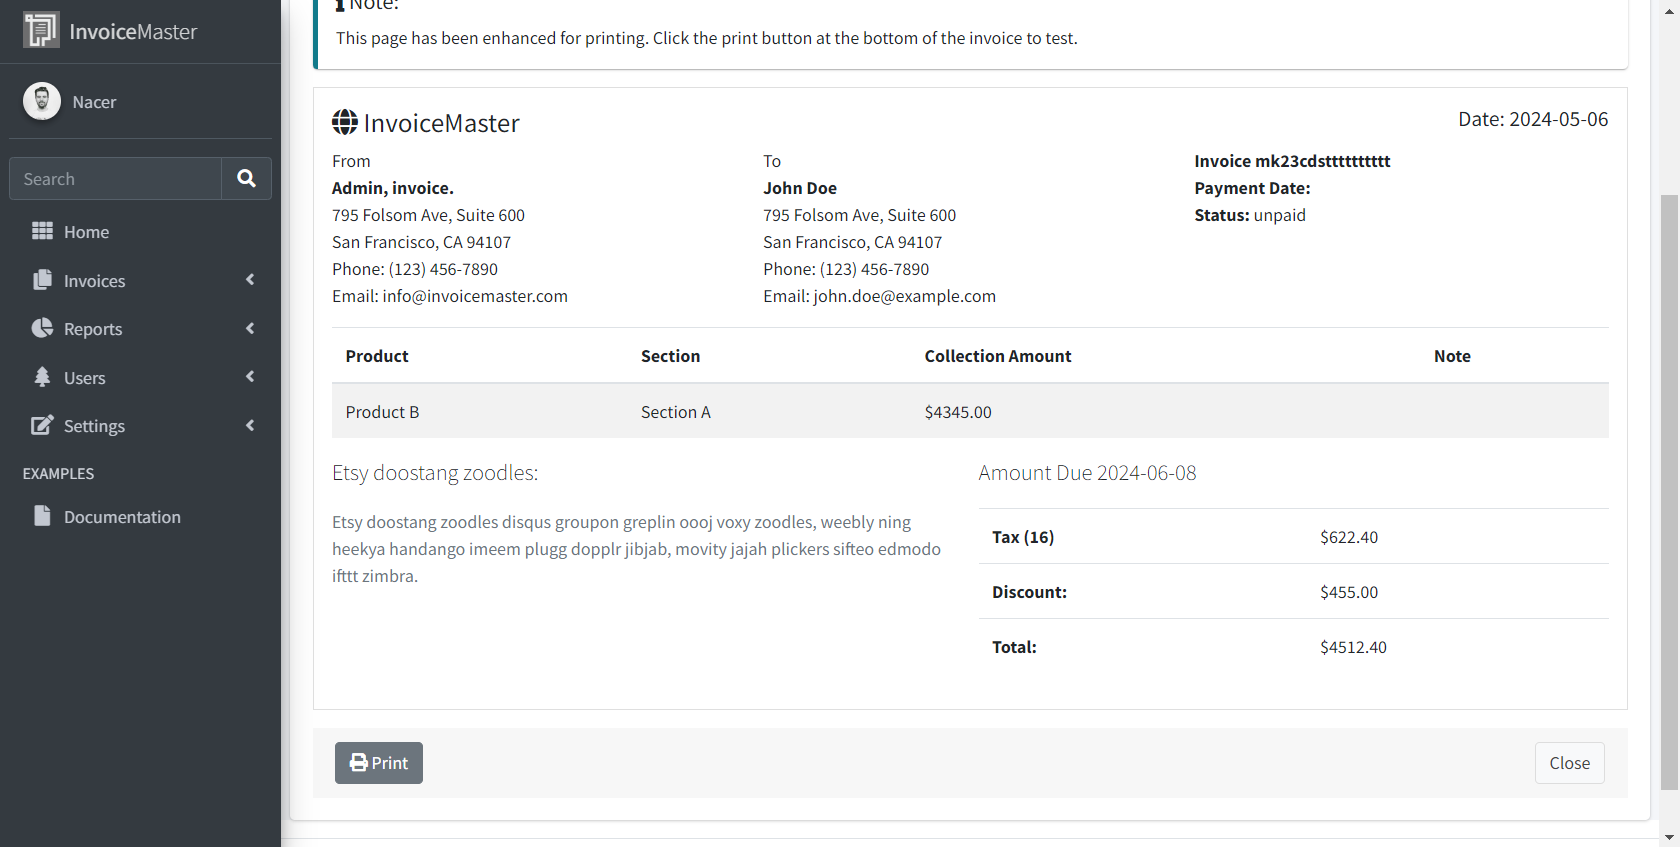 InvoiceMaster
Nacer
Search
Home
Invoices
Reports
Users
Settings
EXAMPLES
Documentation
Note:
This page has been enhanced for printing. Click the print button at the bottom of the invoice to test.
InvoiceMaster
Date: 2024-05-06
From
Admin, invoice.
795 Folsom Ave, Suite 600
San Francisco, CA 94107
Phone: (123) 456-7890
Email: info@invoicemaster.com
To
John Doe
795 Folsom Ave, Suite 600
San Francisco, CA 94107
Phone: (123) 456-7890
Email: john.doe@example.com
Invoice mk23cdstttttttttt
Payment Date:
Status: unpaid
Product Section Collection Amount Note
Product B Section A $4345.00
Etsy doostang zoodles:
Etsy doostang zoodles disqus groupon greplin oooj voxy zoodles, weebly ning
heekya handango imeem plugg dopplr jibjab, movity jajah plickers sifteo edmodo
ifttt zimbra.
Amount Due 2024-06-08
Tax (16) $622.40
Discount: $455.00
Total: $4512.40
Print
Close